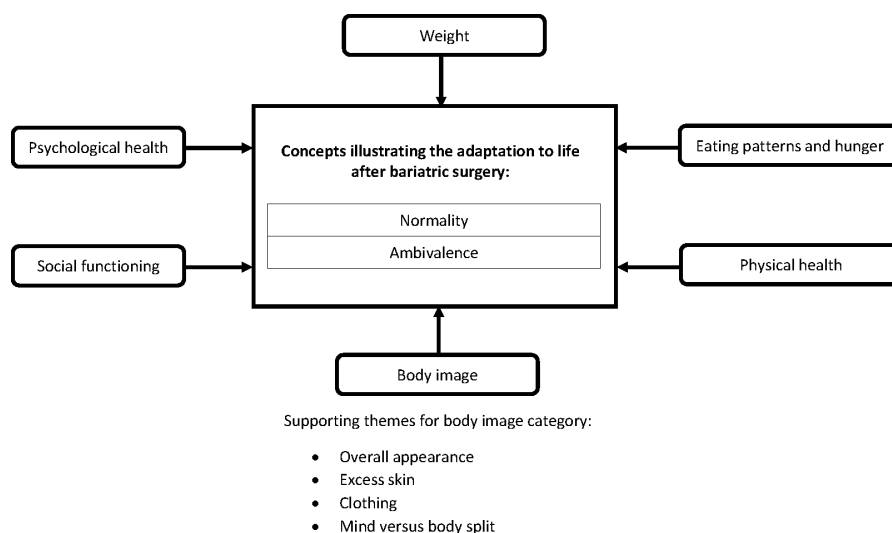 Weight
Psychological health
Concepts illustrating the adaptation to life
after bariatric surgery:
Eating patterns and hunger
Normality
Ambivalence
Social functioning
Physical health
Body image
Supporting themes for body image category:
• Overall appearance
• Excess skin
• Clothing
• Mind versus body split